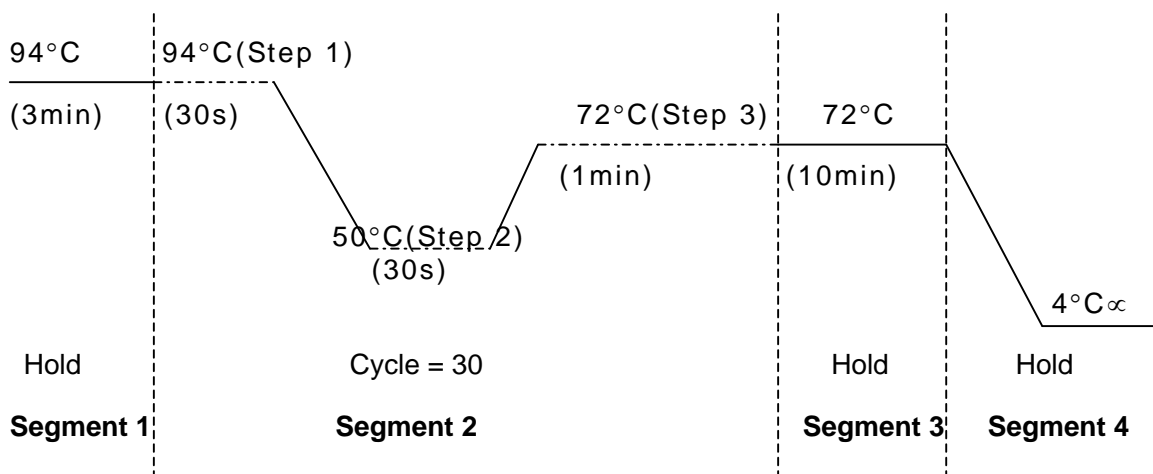 94°C
94°C(Step 1)
(3min)
(30s)
72°C(Step 3)
72°C
(1min)
(10min)
50°C(Step 2)
(30s)
4°C∝
Hold
Cycle = 30
Hold
Hold
Segment 1
Segment 2
Segment 3
Segment 4